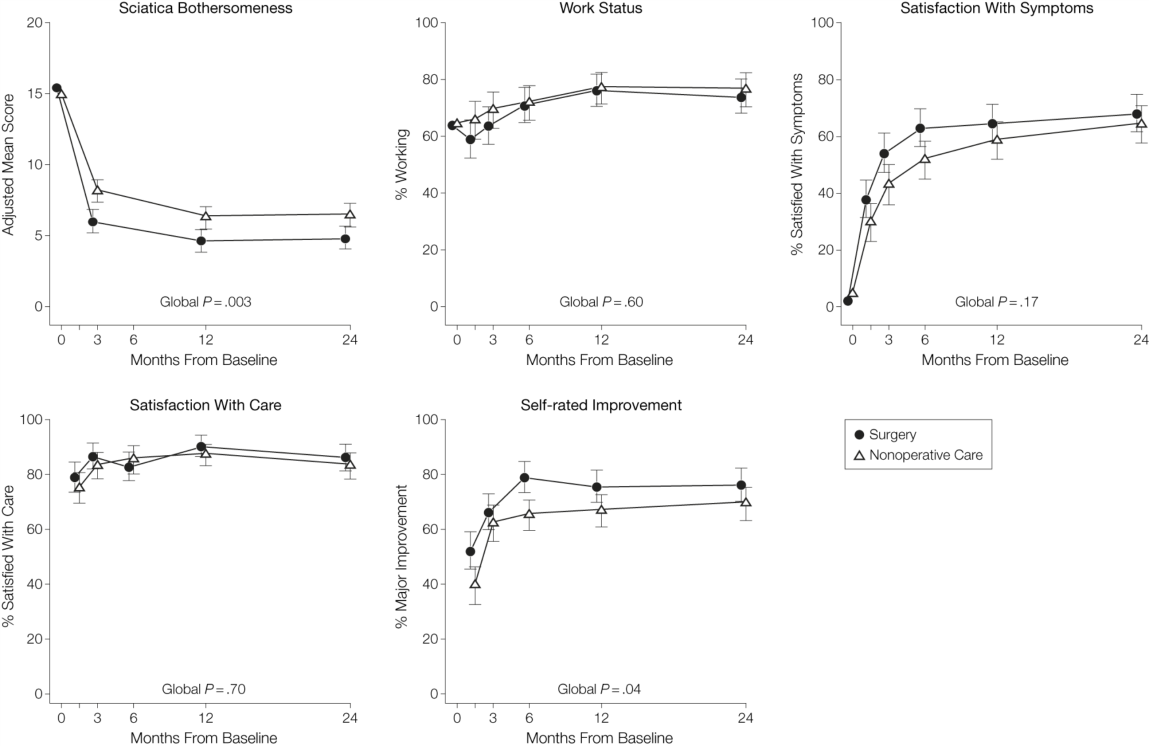 Sciatica Bothersomeness
Adjusted Mean Score
20
15
10
5
0
Global P = .003
0 3 6 12 24
Months From Baseline
Work Status
% Working
100
80
60
40
20
0
Global P = .60
0 3 6 12 24
Months From Baseline
Satisfaction With Symptoms
% Satisfied With Symptoms
100
80
60
40
20
0
Global P = .17
0 3 6 12 24
Months From Baseline
Satisfaction With Care
% Satisfied With Care
100
80
60
40
20
0
Global P = .70
0 3 6 12 24
Months From Baseline
Self-rated Improvement
% Major Improvement
100
80
60
40
20
0
Global P = .04
0 3 6 12 24
Months From Baseline
Surgery
Nonoperative Care